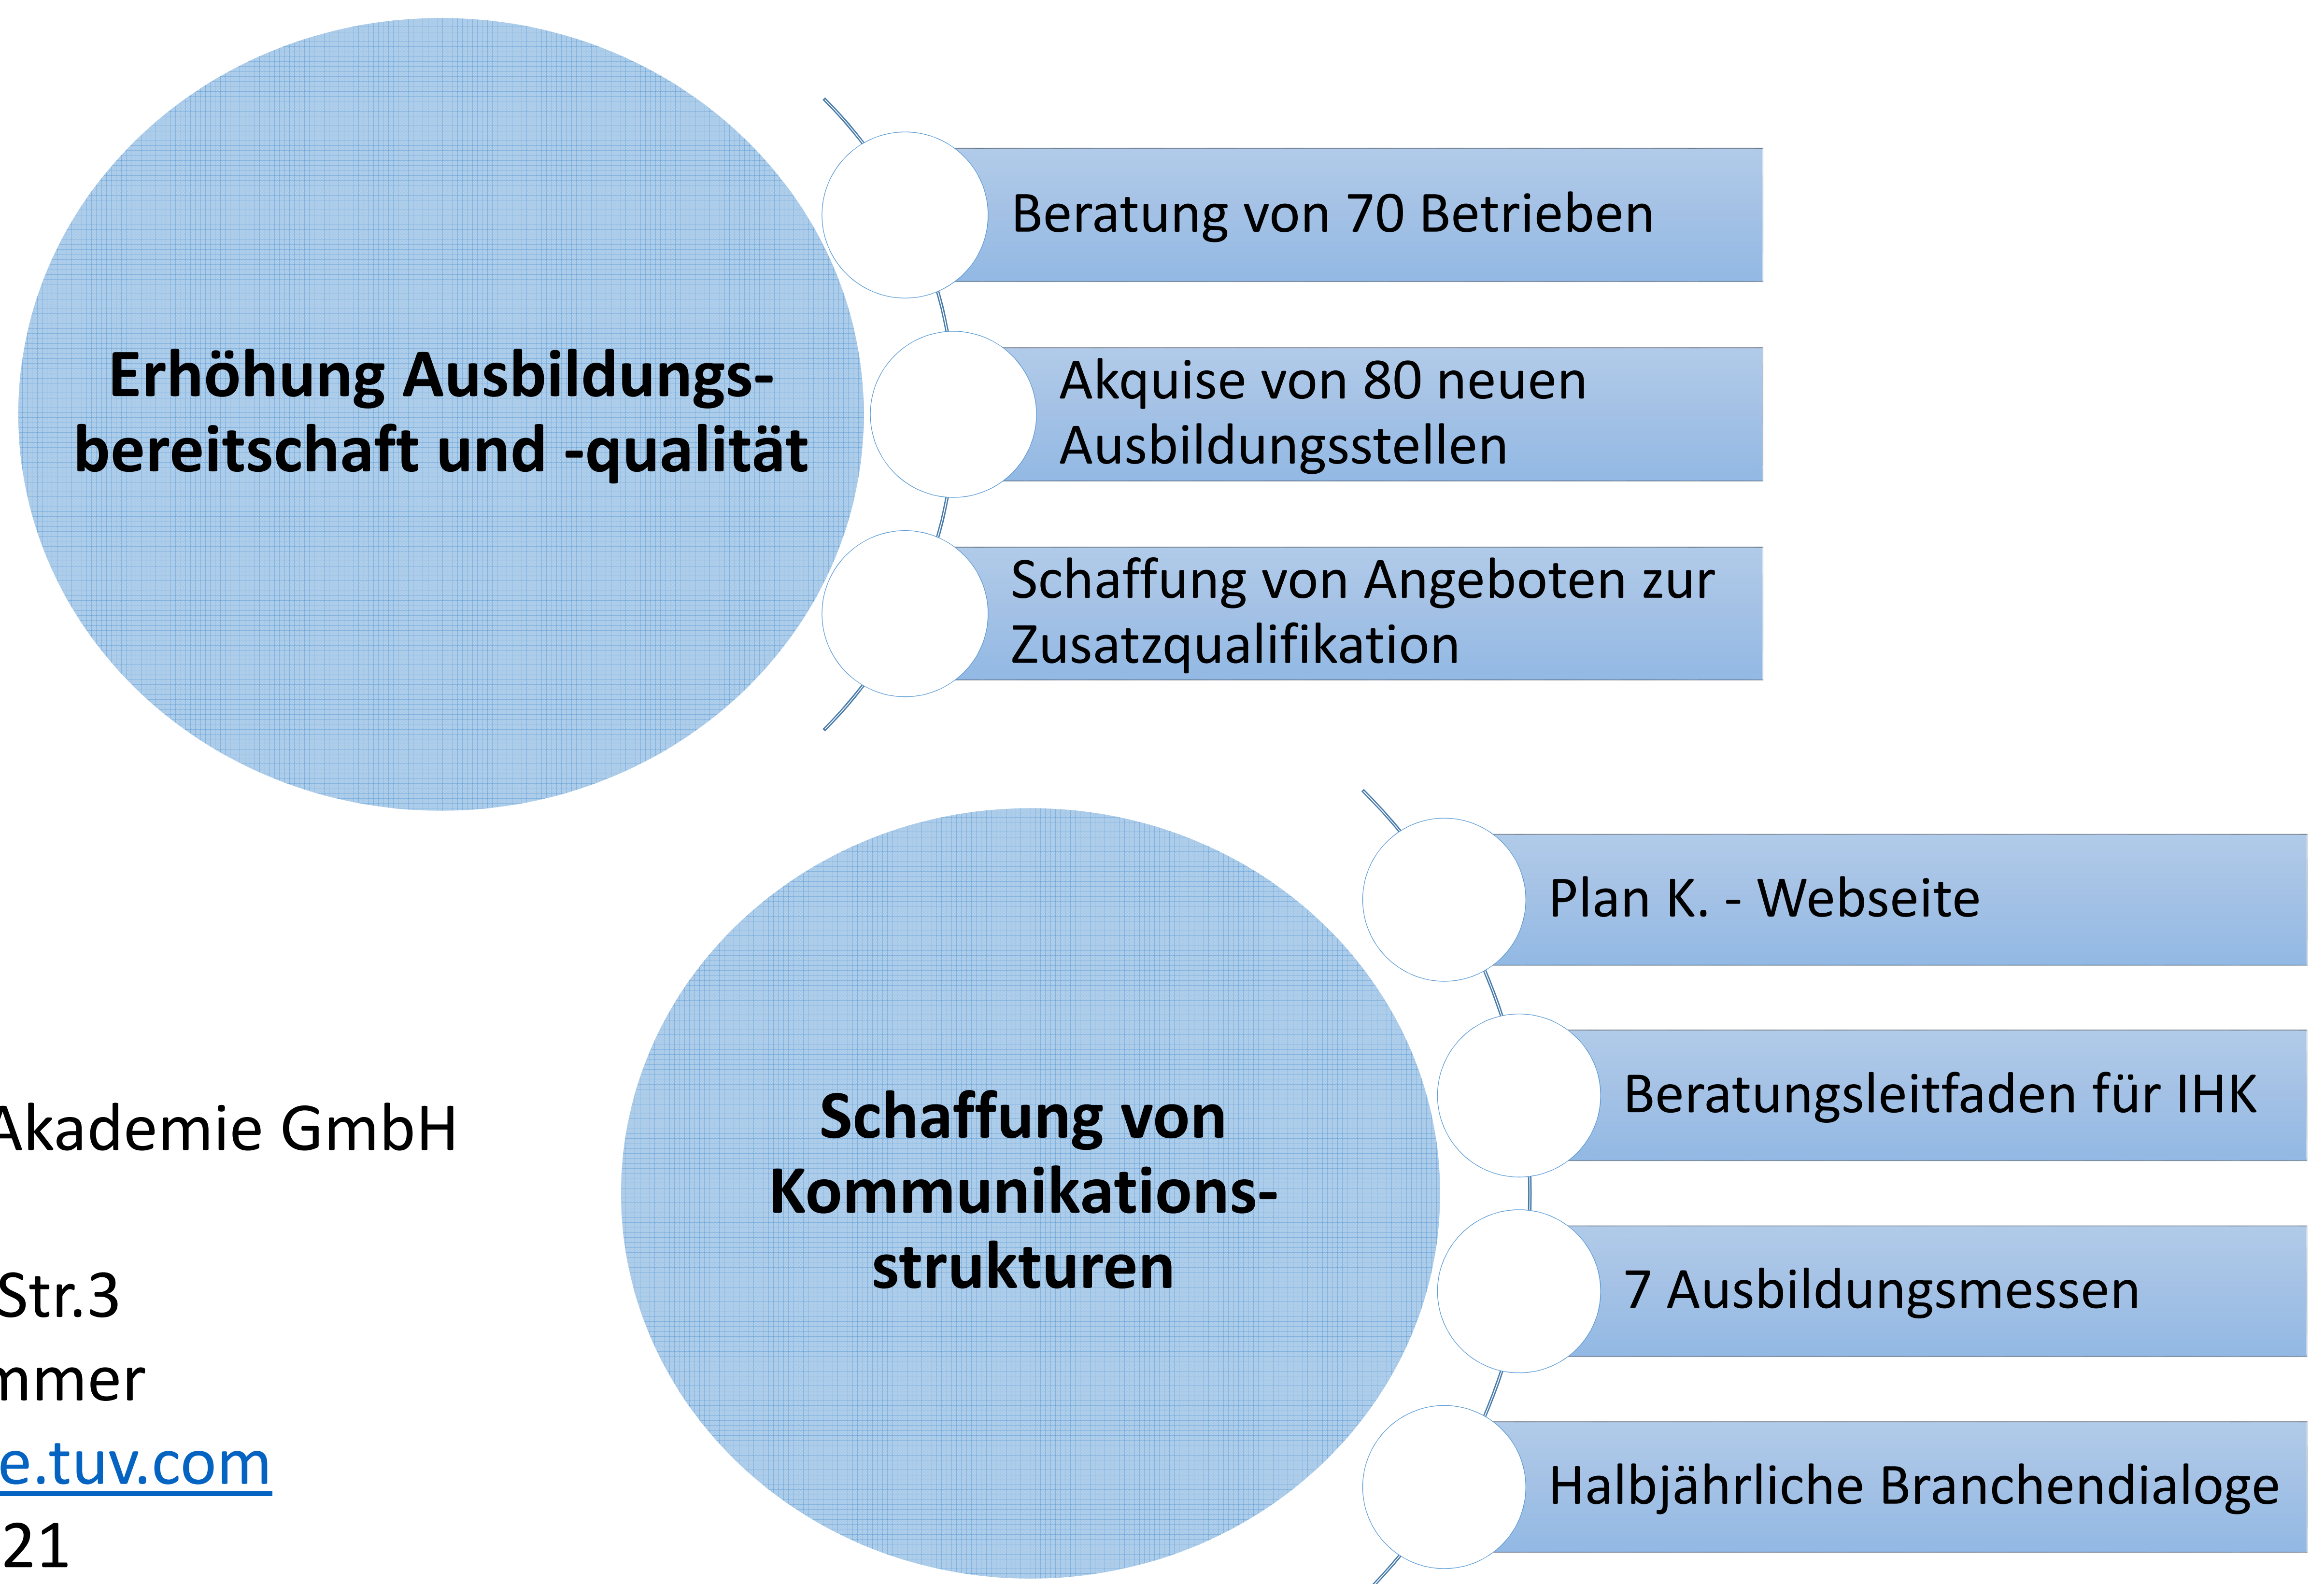 Erhöhung Ausbildungs-
bereitschaft und -qualität
Beratung von 70 Betrieben
Akquise von 80 neuen
Ausbildungsstellen
Schaffung von Angeboten zur
Zusatzqualifikation
Schaffung von
Kommunikations-
strukturen
Plan K. - Webseite
Beratungsleitfaden für IHK
7 Ausbildungsmessen
Halbjährliche Branchendialoge
Akademie GmbH
Str.3
mmer
e.tuv.com
21